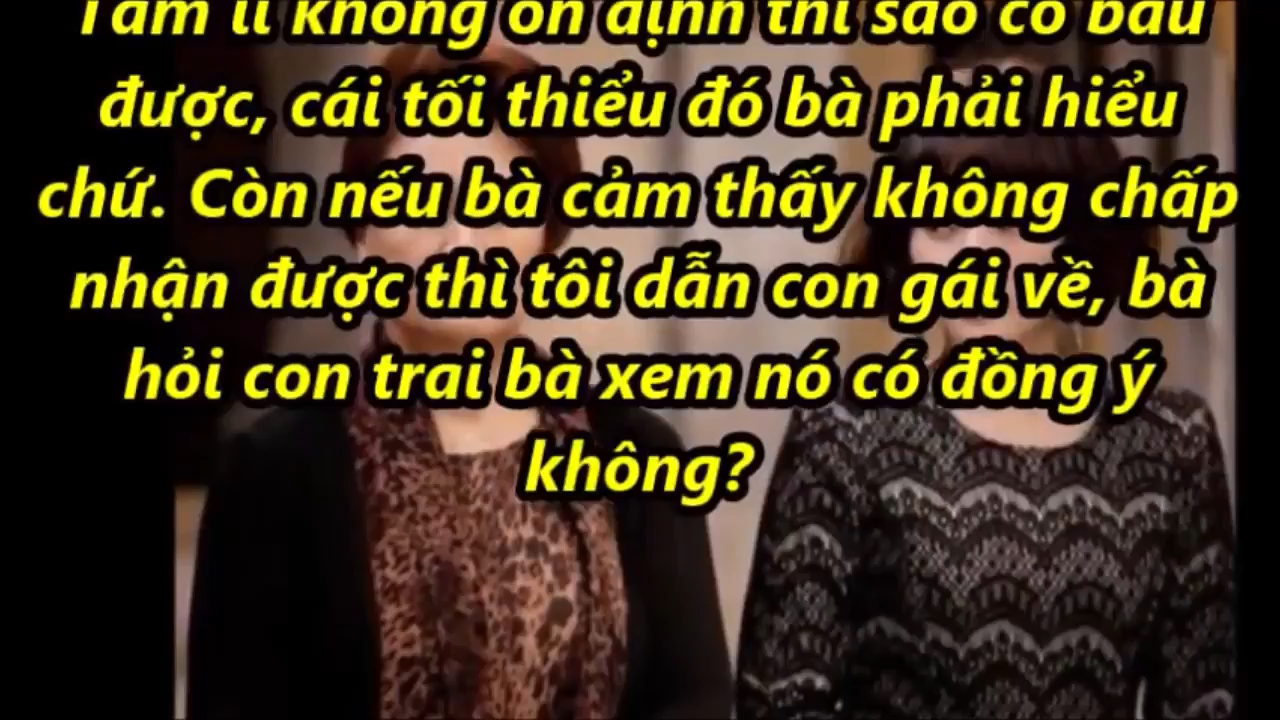 Tâm lí không ổn định thì sao có bầu
được, cái tối thiểu đó bà phải hiểu
chứ. Còn nếu bà cảm thấy không chấp
nhận được thì tôi dẫn con gái về, bà
hỏi con trai bà xem nó có đồng ý
không?